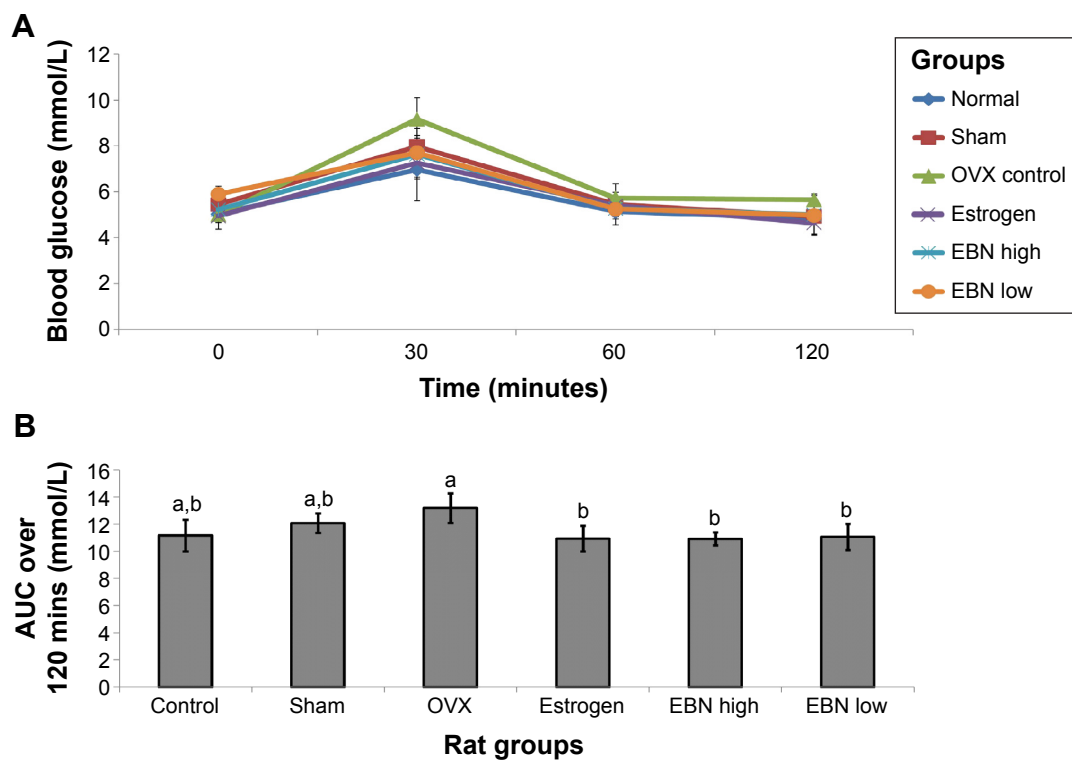 A
Blood glucose (mmol/L)
12
10
8
6
4
2
0
0 30 60 120
Time (minutes)
Groups
Normal
Sham
OVX control
Estrogen
EBN high
EBN low
B
AUC over
120 mins (mmol/L)
16
14
12
10
8
6
4
2
0
a,b a,b a b b b
Control Sham OVX Estrogen EBN high EBN low
Rat groups